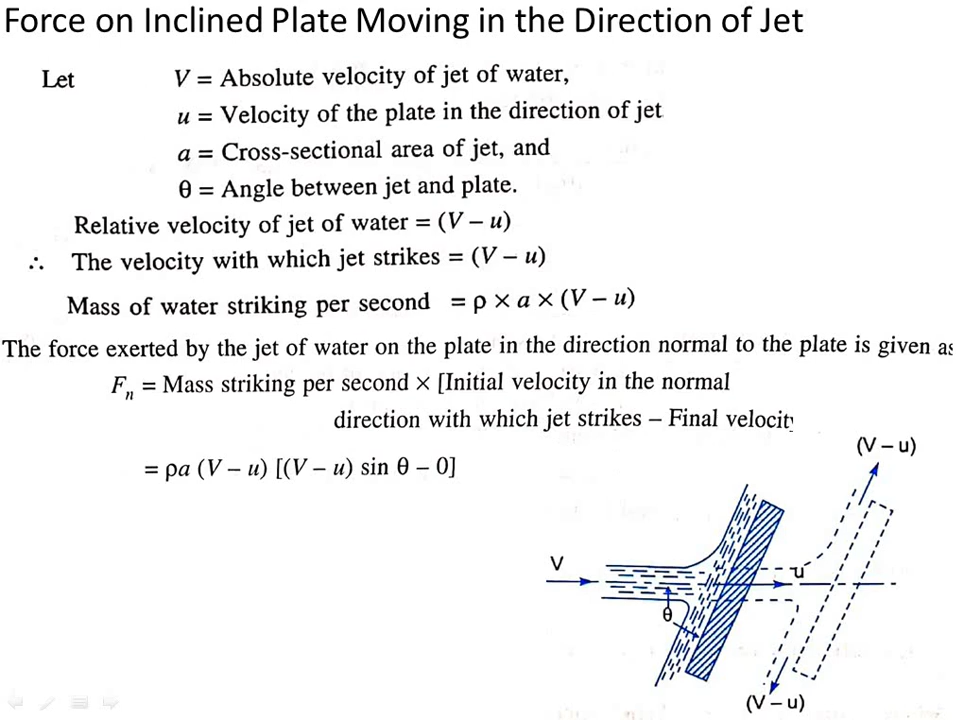 Force on Inclined Plate Moving in the Direction of Jet
Let V = Absolute velocity of jet of water,
u = Velocity of the plate in the direction of jet
a = Cross-sectional area of jet, and
θ = Angle between jet and plate.
Relative velocity of jet of water = (V – u)
∴ The velocity with which jet strikes = (V – u)
Mass of water striking per second = ρ × a × (V – u)
The force exerted by the jet of water on the plate in the direction normal to the plate is given as
Fₙ = Mass striking per second × [Initial velocity in the normal
direction with which jet strikes – Final velocity
= ρa (V – u) [(V – u) sin θ – 0]
(V – u)
V
u
θ
(V – u)